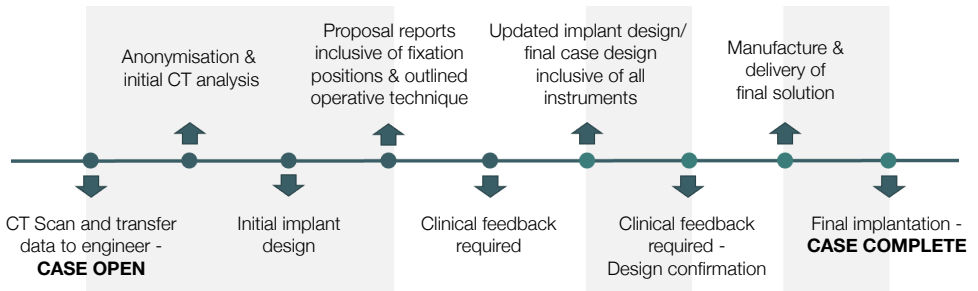 Anonymisation &
initial CT analysis
Proposal reports
inclusive of fixation
positions & outlined
operative technique
Updated implant design/
final case design
inclusive of all
instruments
Manufacture &
delivery of
final solution
CT Scan and transfer
data to engineer -
CASE OPEN
Initial implant
design
Clinical feedback
required
Clinical feedback
required -
Design confirmation
Final implantation -
CASE COMPLETE